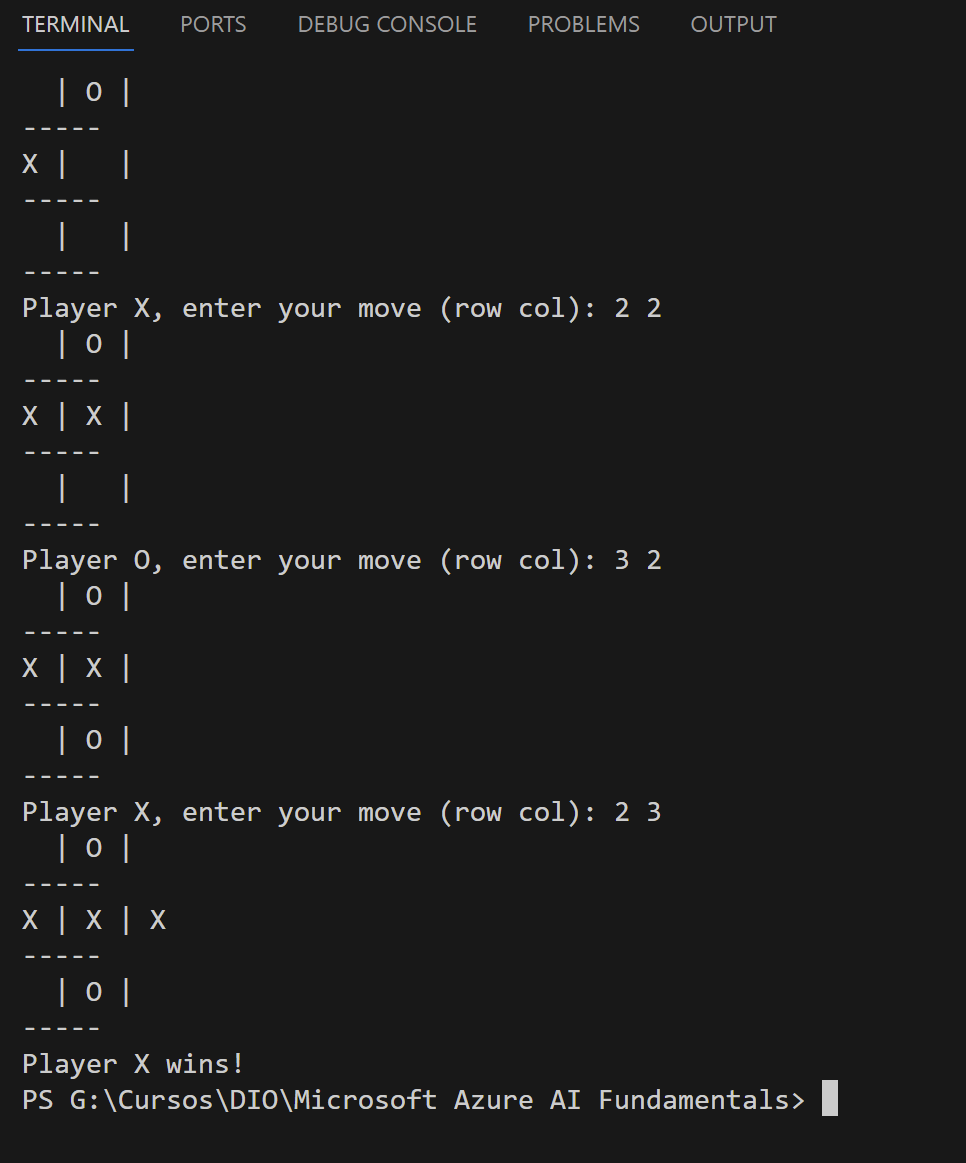 TERMINAL PORTS DEBUG CONSOLE PROBLEMS OUTPUT
  | O |
-----
X |   |
-----
  |   |
-----
Player X, enter your move (row col): 2 2
  | O |
-----
X | X |
-----
  |   |
-----
Player O, enter your move (row col): 3 2
  | O |
-----
X | X |
-----
  | O |
-----
Player X, enter your move (row col): 2 3
  | O |
-----
X | X | X
-----
  | O |
-----
Player X wins!
PS G:\Cursos\DIO\Microsoft Azure AI Fundamentals>